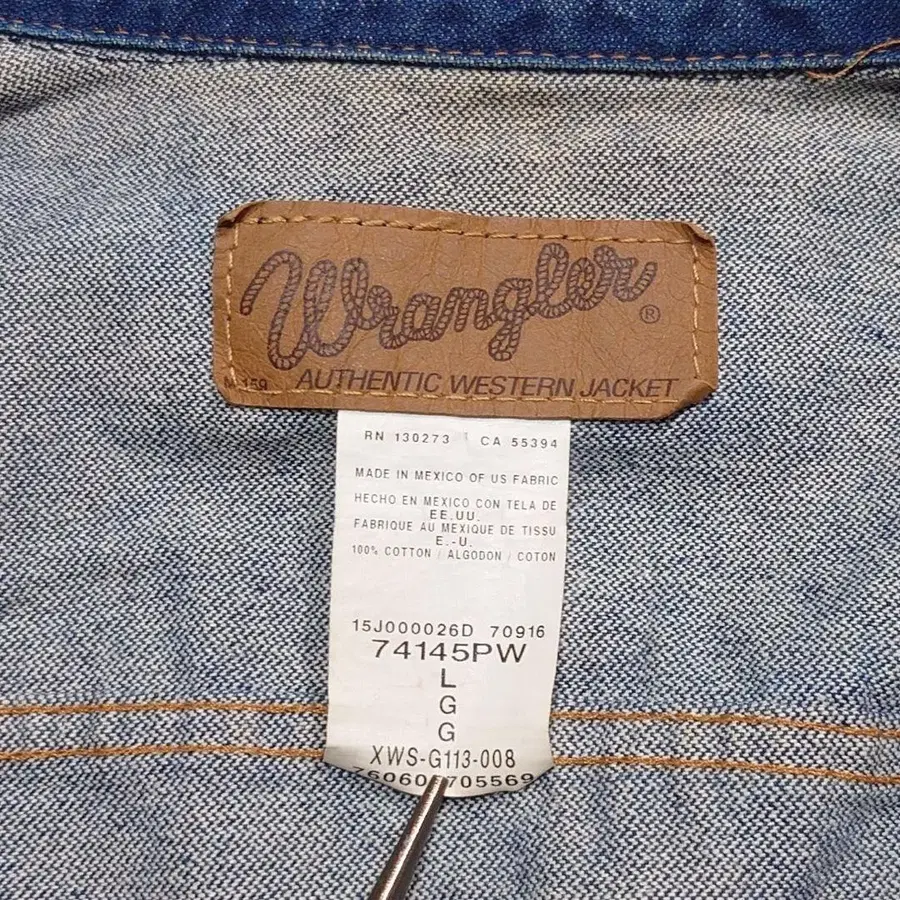 Wrangler®
M 159 AUTHENTIC WESTERN JACKET
RN 130273 CA 55394
MADE IN MEXICO OF US FABRIC
HECHO EN MEXICO CON TELA DE
EE.UU.
FABRIQUE AU MEXIQUE DE TISSU
E.-U.
100% COTTON / ALGODON / COTON
15J000026D 70916
74145PW
L
G
G
XWS-G113-008